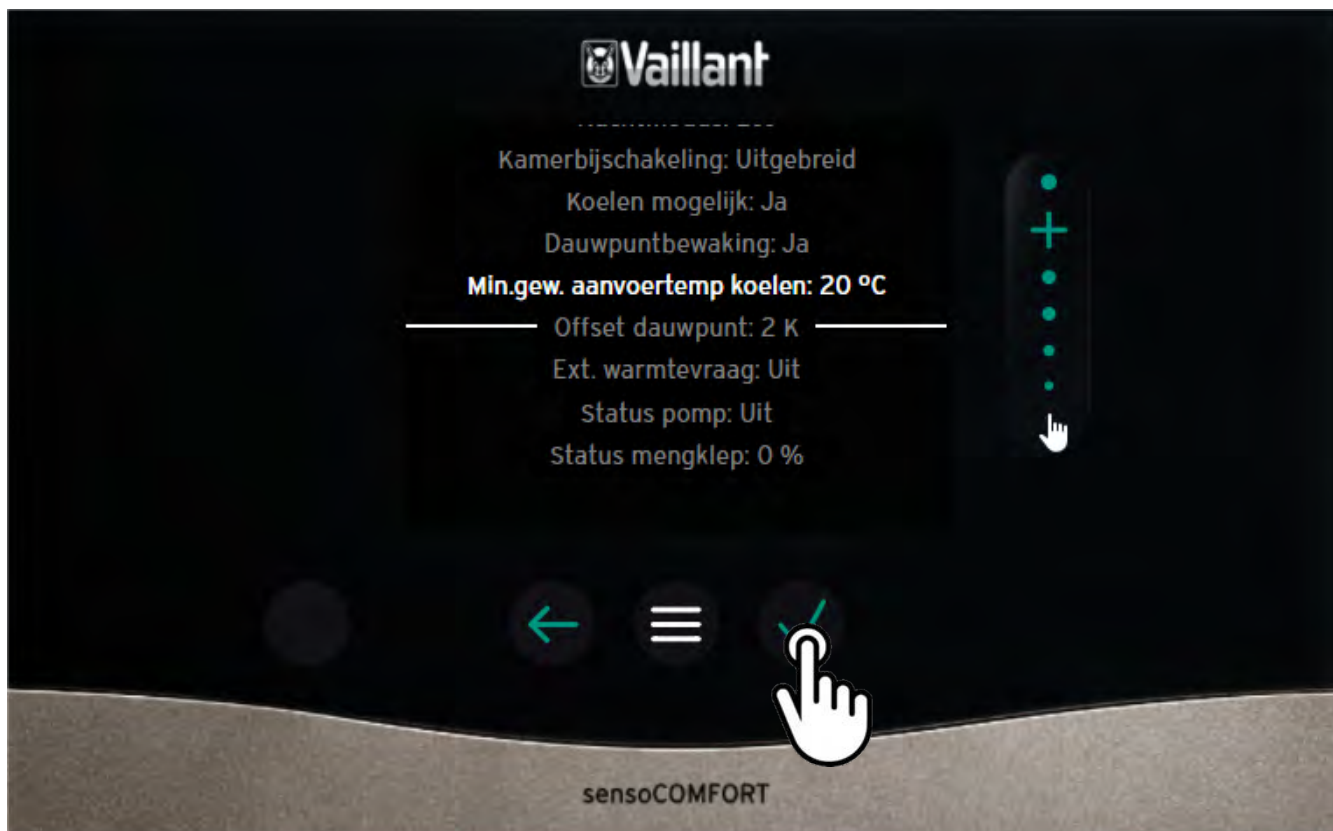 Vaillant
Kamerbijschakeling: Uitgebreid
Koelen mogelijk: Ja
Dauwpuntbewaking: Ja
Min.gew. aanvoertemp koelen: 20 °C
Offset dauwpunt: 2 K
Ext. warmtevraag: Uit
Status pomp: Uit
Status mengklep: 0 %
sensoCOMFORT